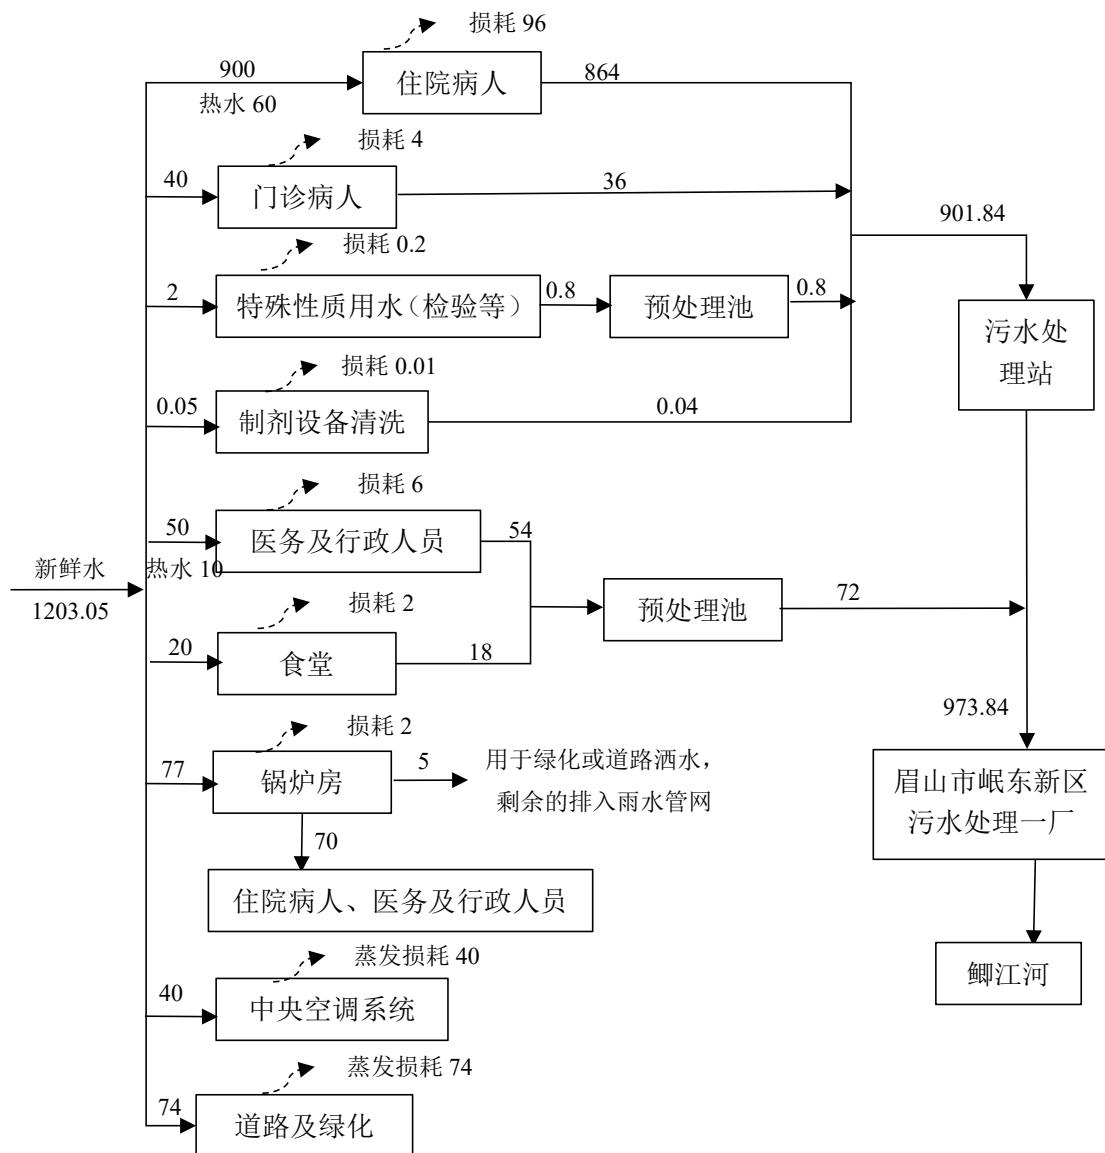 损耗 96
900
住院病人
864
热水 60
损耗 4
40
门诊病人
36
901.84
损耗 0.2
2
特殊性质用水（检验等）
0.8
预处理池
0.8
污水处
理站
损耗 0.01
0.05
制剂设备清洗
0.04
损耗 6
50
医务及行政人员
54
新鲜水
热水 10
1203.05
预处理池
72
损耗 2
20
食堂
18
973.84
损耗 2
77
锅炉房
5
用于绿化或道路洒水，
剩余的排入雨水管网
眉山市岷东新区
污水处理一厂
70
住院病人、医务及行政人员
蒸发损耗 40
40
中央空调系统
鲫江河
蒸发损耗 74
74
道路及绿化